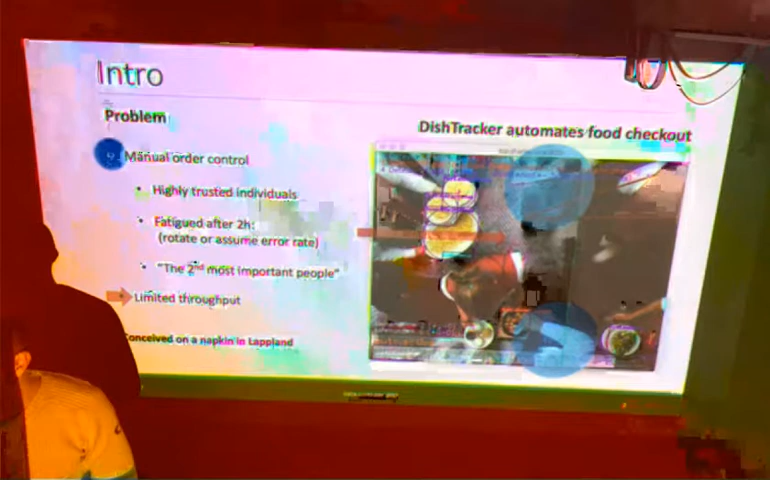 Intro
Problem
Manual order control
• Highly trusted individuals
• Fatigued after 2h:
(rotate or assume error rate)
• "The 2nd most important people"
Limited throughput
Conceived on a napkin in Lappland
DishTracker automates food checkout